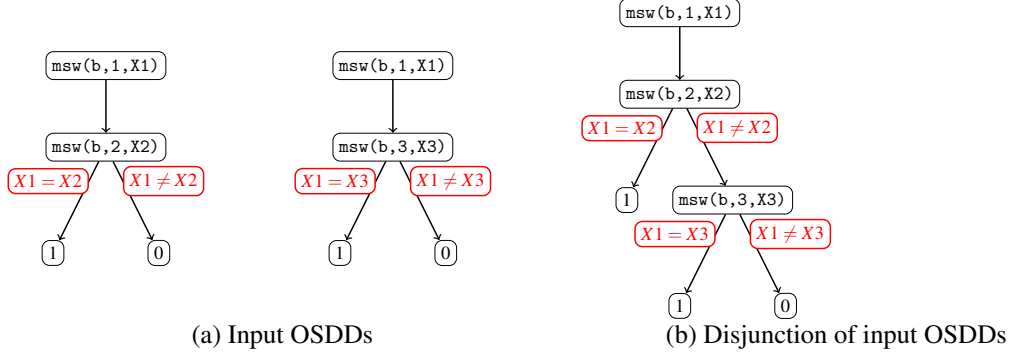 msw(b,1,X1)
msw(b,2,X2)
X1 = X2
X1 ≠ X2
1
0
msw(b,1,X1)
msw(b,3,X3)
X1 = X3
X1 ≠ X3
1
0
(a) Input OSDDs
msw(b,1,X1)
msw(b,2,X2)
X1 = X2
X1 ≠ X2
1
msw(b,3,X3)
X1 = X3
X1 ≠ X3
1
0
(b) Disjunction of input OSDDs